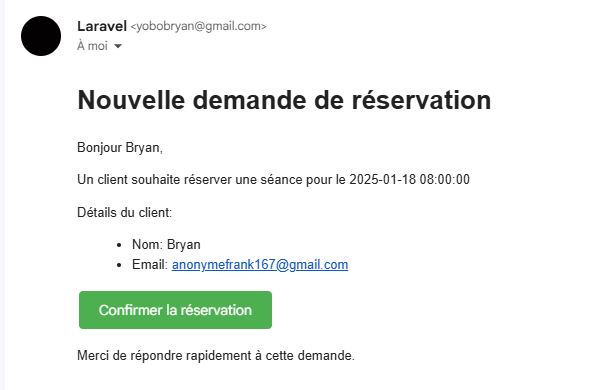 Laravel <yobobryan@gmail.com>
À moi
Nouvelle demande de réservation
Bonjour Bryan,
Un client souhaite réserver une séance pour le 2025-01-18 08:00:00
Détails du client:
• Nom: Bryan
• Email: anonymefrank167@gmail.com
Confirmer la réservation
Merci de répondre rapidement à cette demande.